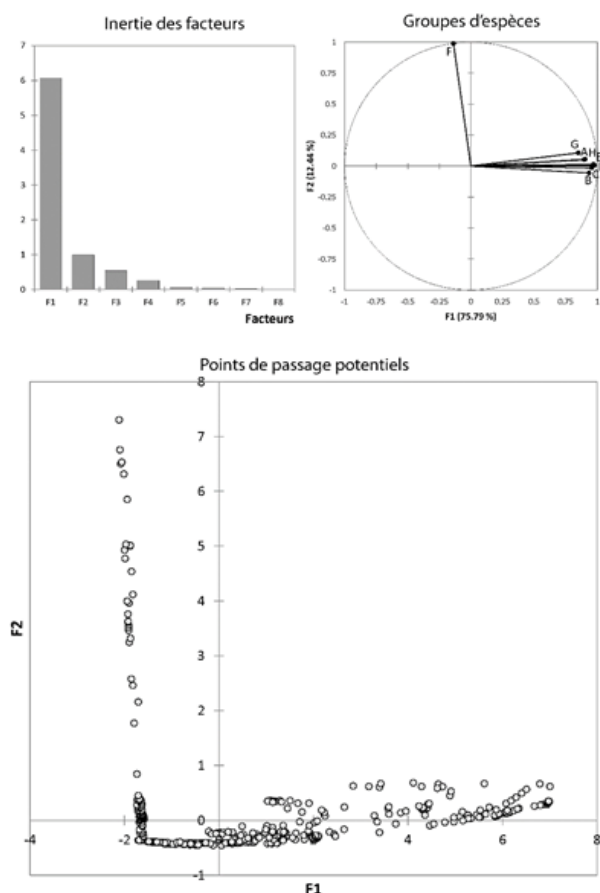 Inertie des facteurs
7
6
5
4
3
2
1
0
F1 F2 F3 F4 F5 F6 F7 F8
Facteurs
Groupes d'espèces
1
0.75
0.5
0.25
0
-0.25
-0.5
-0.75
-1
F2 (12.44 %)
F
G
AH
E
B
C
-1 -0.75 -0.5 -0.25 0 0.25 0.5 0.75 1
F1 (75.79 %)
Points de passage potentiels
8
7
6
5
4
3
2
1
0
-1
F2
-4 -2 0 2 4 6 8
F1